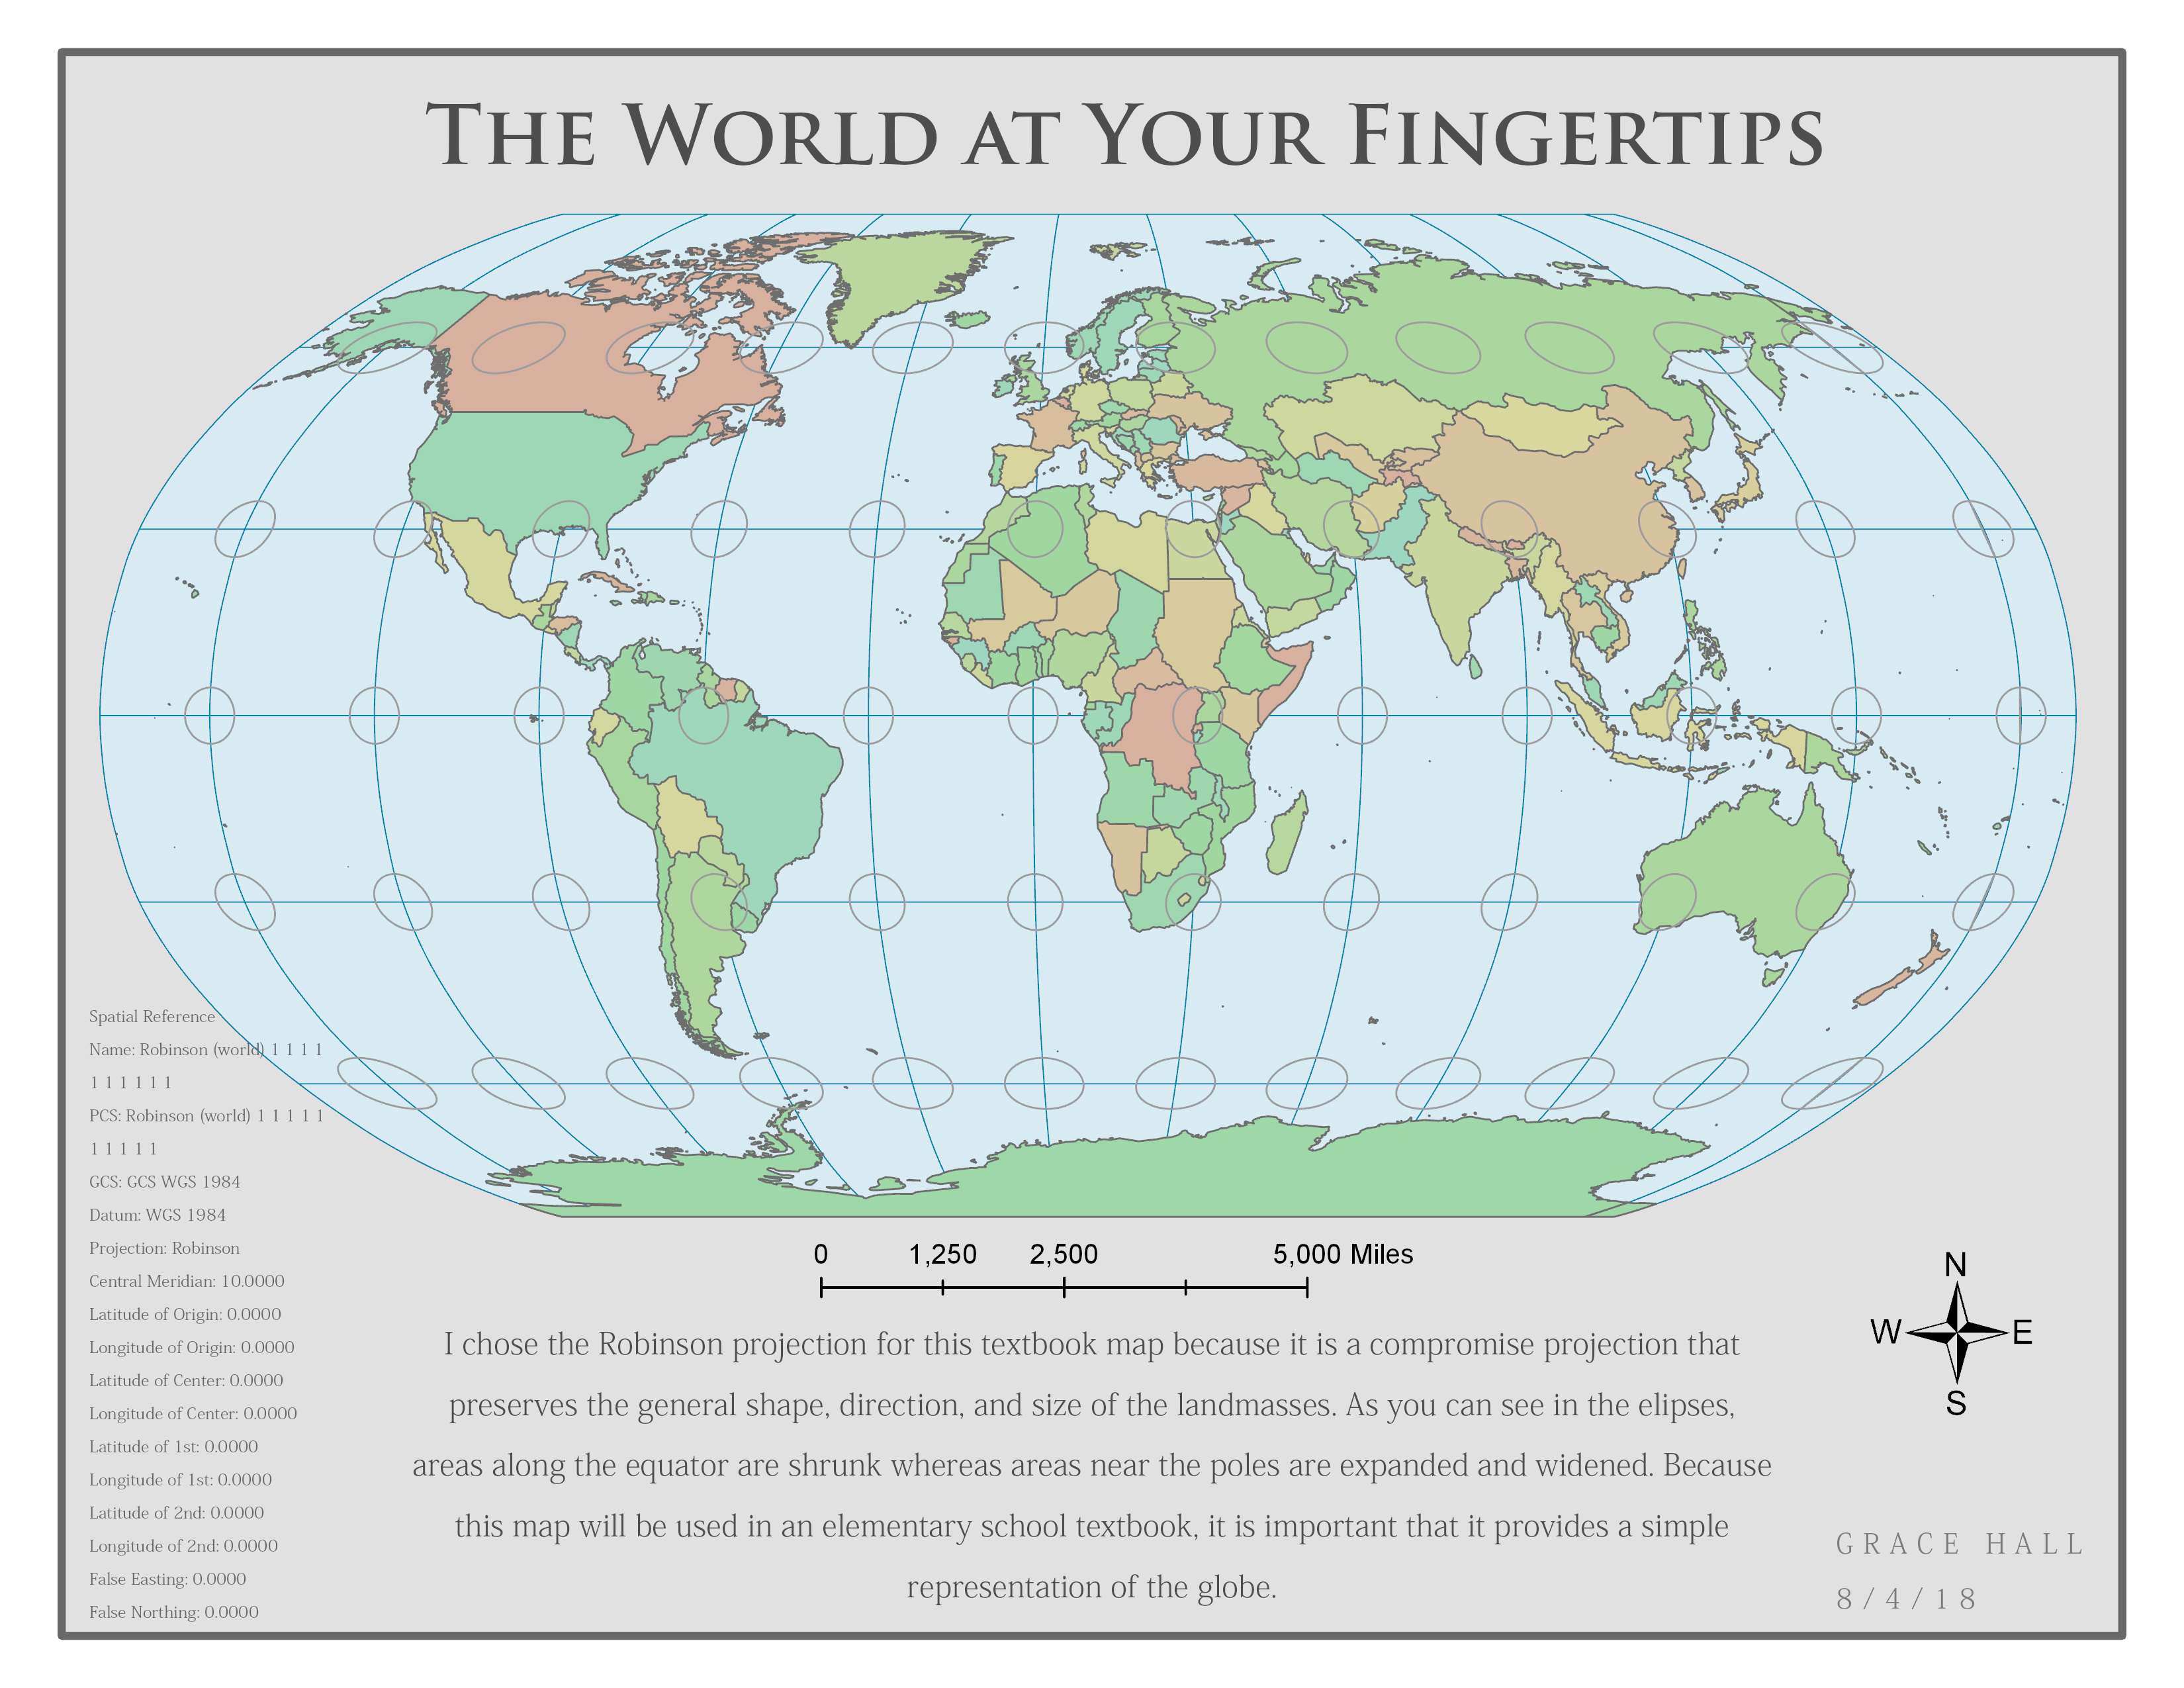 THE WORLD AT YOUR FINGERTIPS
Spatial Reference
Name: Robinson (world) 1 1 1 1
1 1 1 1 1 1
PCS: Robinson (world) 1 1 1 1 1
1 1 1 1 1
GCS: GCS WGS 1984
Datum: WGS 1984
Projection: Robinson
Central Meridian: 10.0000
Latitude of Origin: 0.0000
Longitude of Origin: 0.0000
Latitude of Center: 0.0000
Longitude of Center: 0.0000
Latitude of 1st: 0.0000
Longitude of 1st: 0.0000
Latitude of 2nd: 0.0000
Longitude of 2nd: 0.0000
False Easting: 0.0000
False Northing: 0.0000
0 1,250 2,500 5,000 Miles
I chose the Robinson projection for this textbook map because it is a compromise projection that
preserves the general shape, direction, and size of the landmasses. As you can see in the elipses,
areas along the equator are shrunk whereas areas near the poles are expanded and widened. Because
this map will be used in an elementary school textbook, it is important that it provides a simple
representation of the globe.
N
W E
S
GRACE HALL
8/4/18